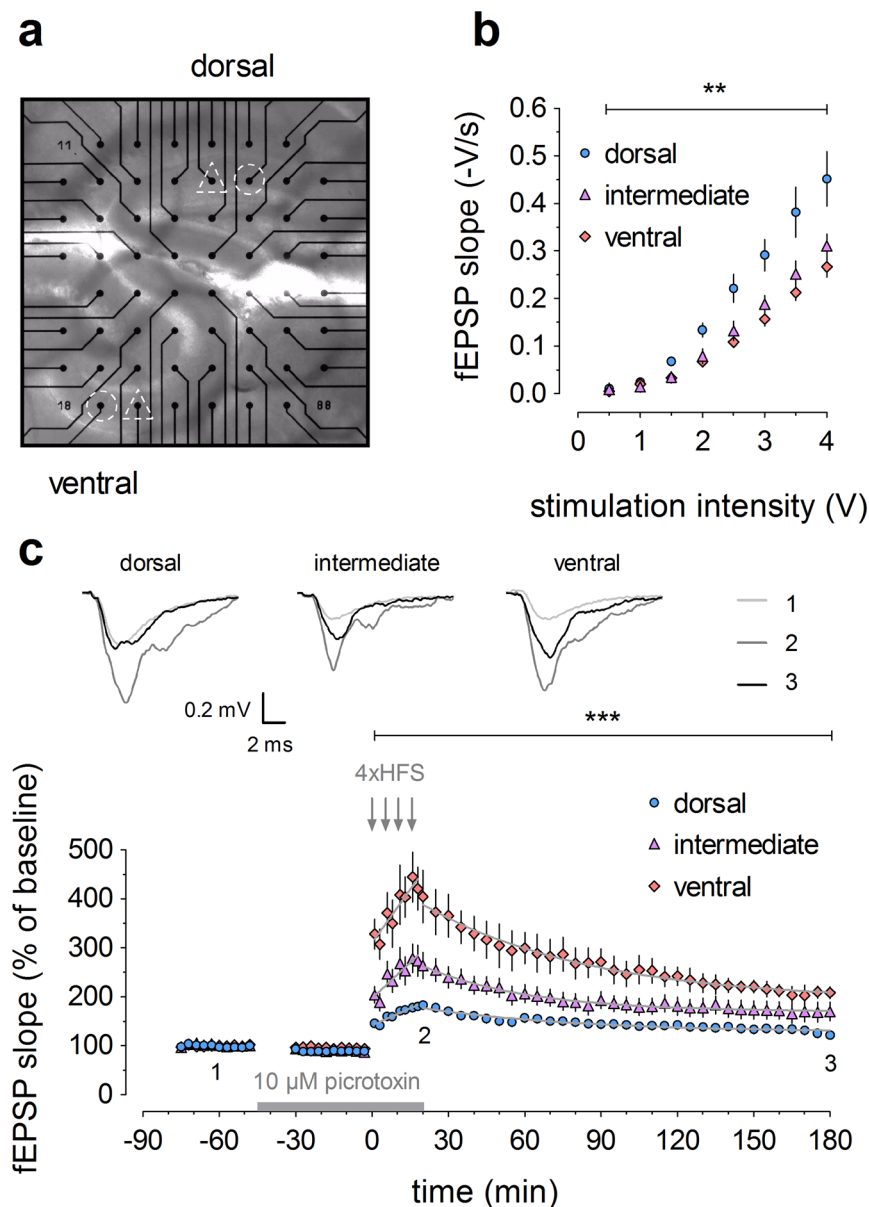 a
dorsal
11
18
88
ventral
b
**
0.6
0.5
0.4
0.3
0.2
0.1
0.0
fEPSP slope (-V/s)
dorsal
intermediate
ventral
0 1 2 3 4
stimulation intensity (V)
c
dorsal intermediate ventral
1
2
3
0.2 mV
2 ms
***
4xHFS
dorsal
intermediate
ventral
fEPSP slope (% of baseline)
500
400
300
200
100
0
1
2
3
10 µM picrotoxin
-90 -60 -30 0 30 60 90 120 150 180
time (min)